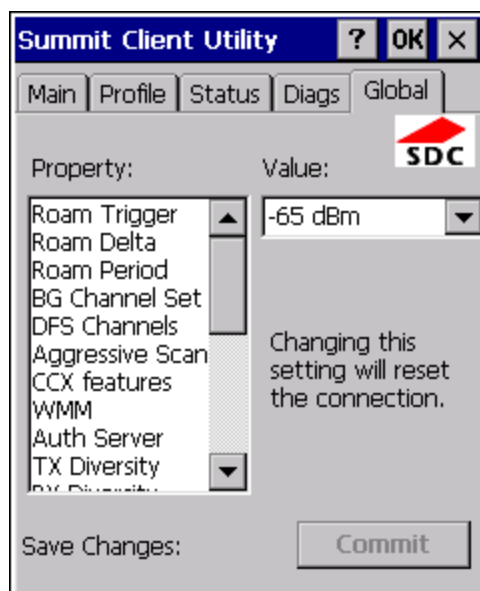 Summit Client Utility ? OK ×
Main Profile Status Diags Global
SDC
Property:
Value:
Roam Trigger
Roam Delta
Roam Period
BG Channel Set
DFS Channels
Aggressive Scan
CCX features
WMM
Auth Server
TX Diversity
RX Diversity
-65 dBm
Changing this
setting will reset
the connection.
Save Changes:
Commit